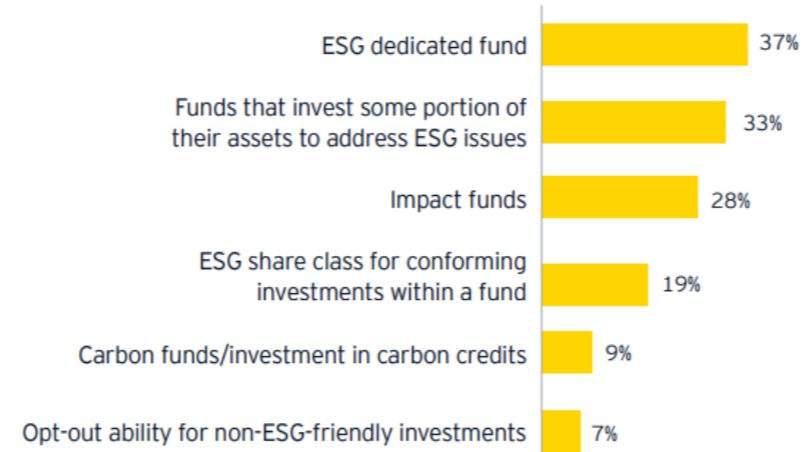 ESG dedicated fund 37%
Funds that invest some portion of
their assets to address ESG issues 33%
Impact funds 28%
ESG share class for conforming
investments within a fund 19%
Carbon funds/investment in carbon credits 9%
Opt-out ability for non-ESG-friendly investments 7%